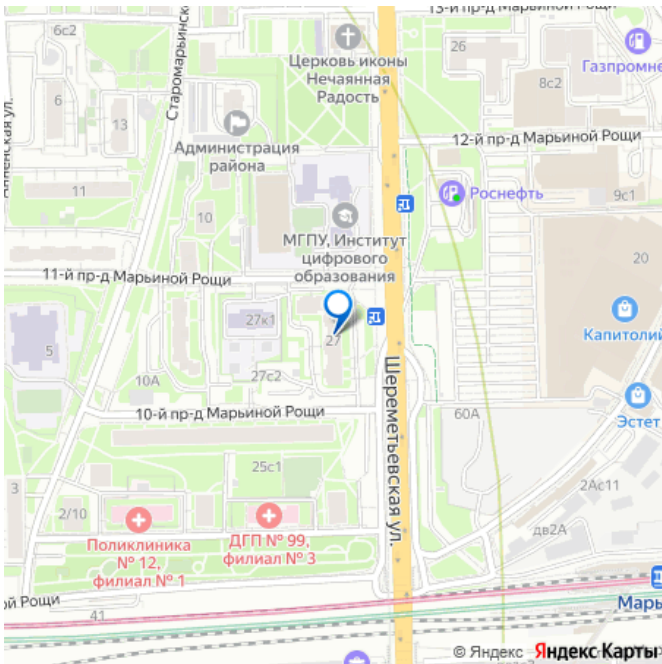 13-й пр-д Марьиной Рощи
6с2
Церковь иконы
Нечаянная
Радость
26
Газпромне
8с2
6
13
Старомарьинско
Администрация
района
12-й пр-д Марьиной Рощи
11
10
Роснефть
9с1
МГПУ, Институт
цифрового
образования
20
11-й пр-д Марьиной Рощи
27к1
27
Капитолий
5
10А
27с2
Шереметьевская ул.
10-й пр-д Марьиной Рощи
60А
Эстет
25с1
2Ас11
3
2/10
дв2А
Поликлиника
№ 12,
филиал № 1
ДГП № 99,
филиал № 3
ой Рощи
41
Марь
© Яндекс Яндекс Карты